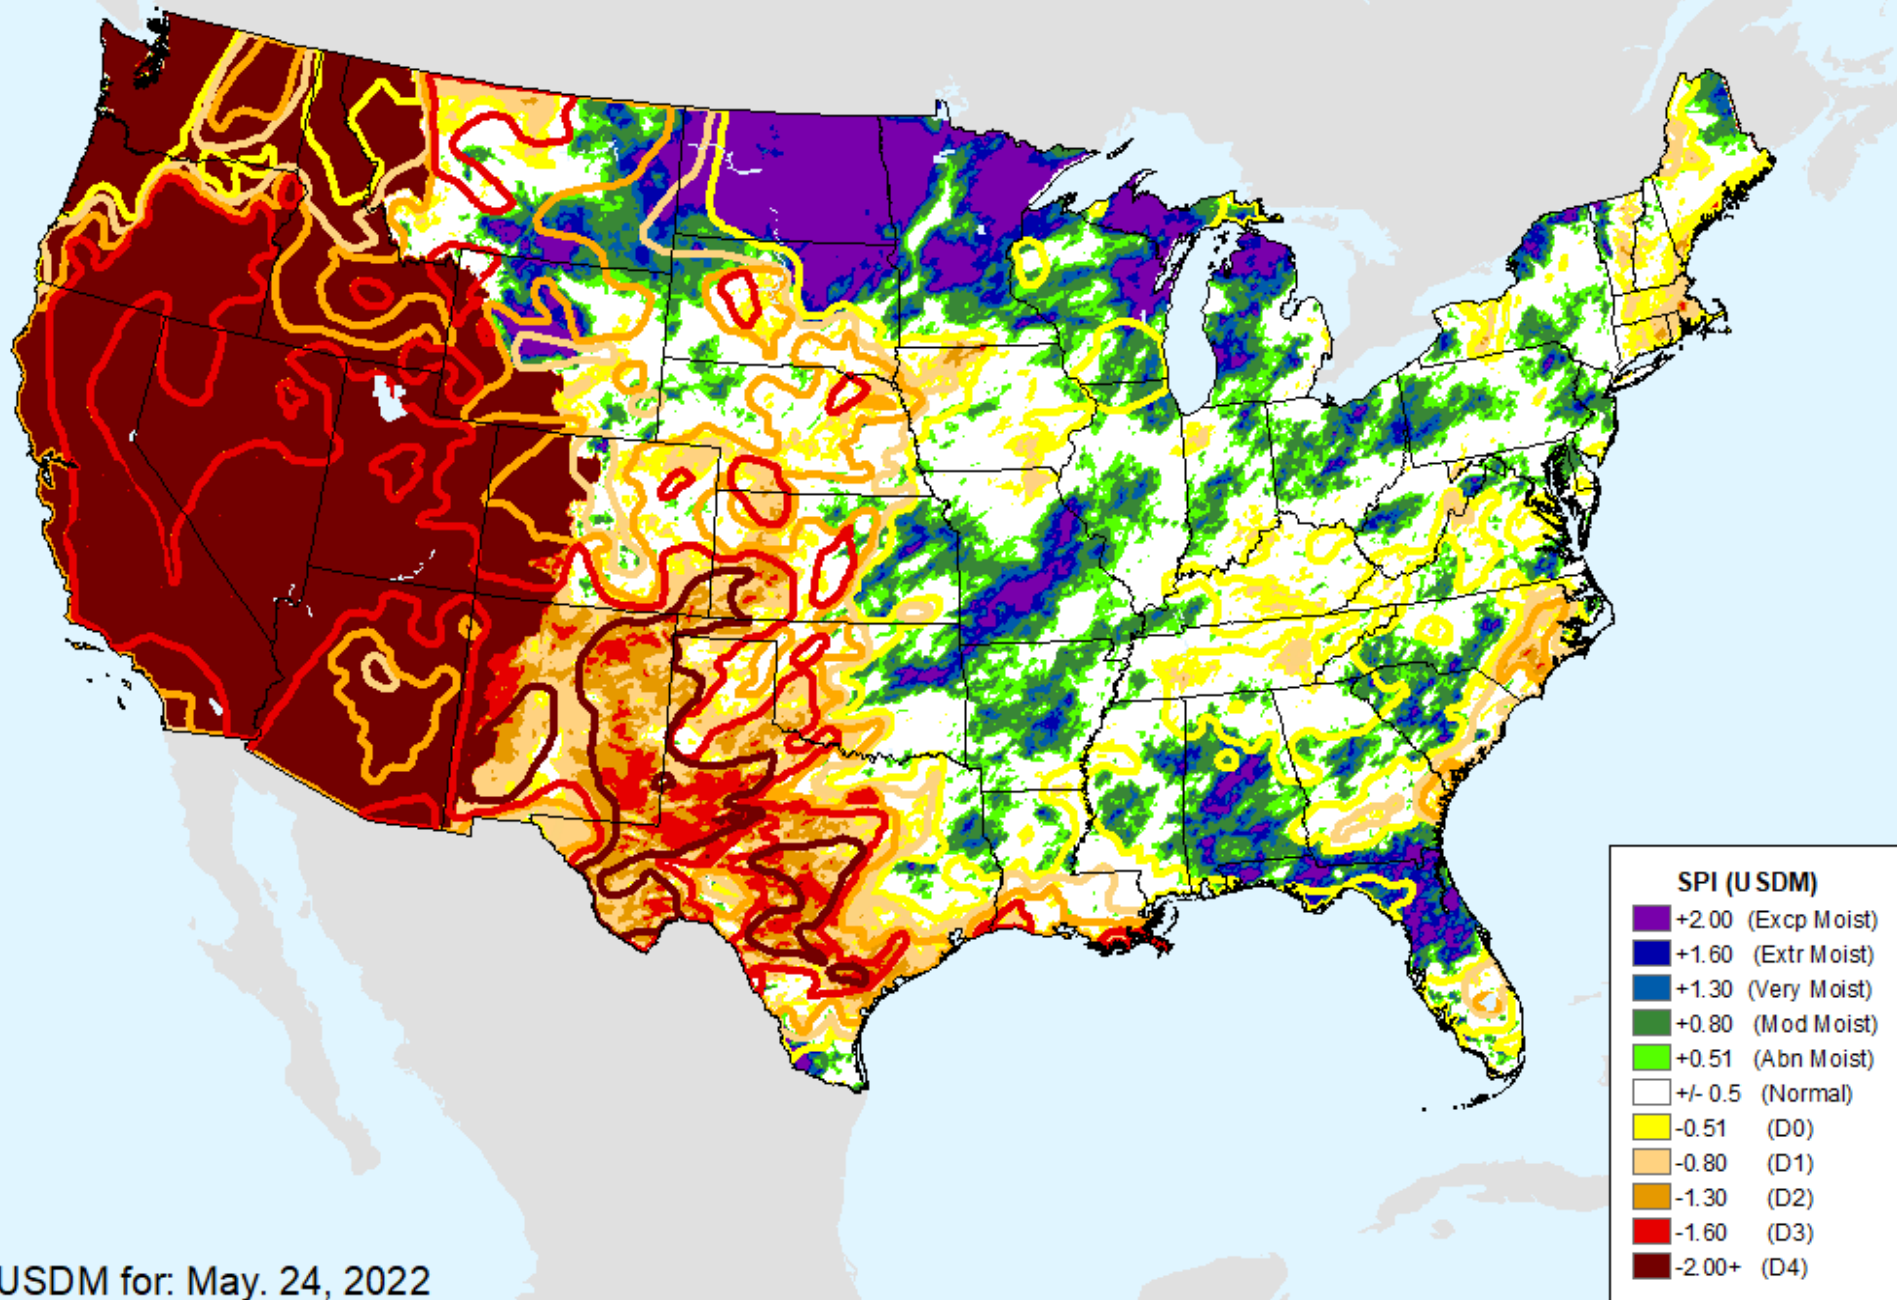 SPI (USDM)
+2.00 (Excp Moist)
+1.60 (Extr Moist)
+1.30 (Very Moist)
+0.80 (Mod Moist)
+0.51 (Abn Moist)
+/- 0.5 (Normal)
-0.51 (D0)
-0.80 (D1)
-1.30 (D2)
-1.60 (D3)
-2.00+ (D4)
USDM for: May. 24, 2022